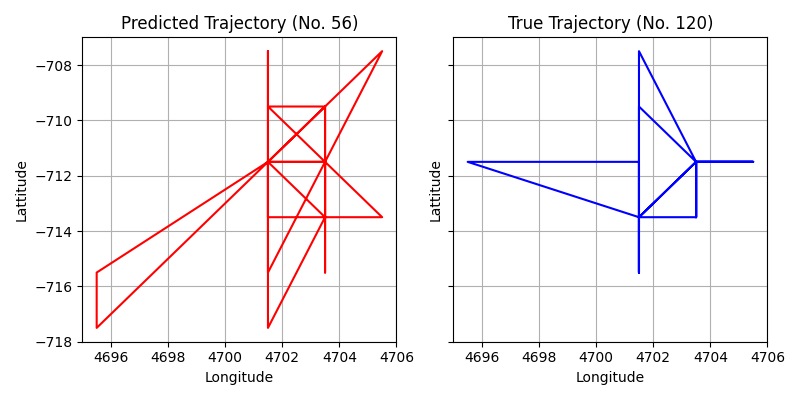 Predicted Trajectory (No. 56)
True Trajectory (No. 120)
Lattitude
−708
−710
−712
−714
−716
−718
4696 4698 4700 4702 4704 4706
Longitude
Lattitude
4696 4698 4700 4702 4704 4706
Longitude